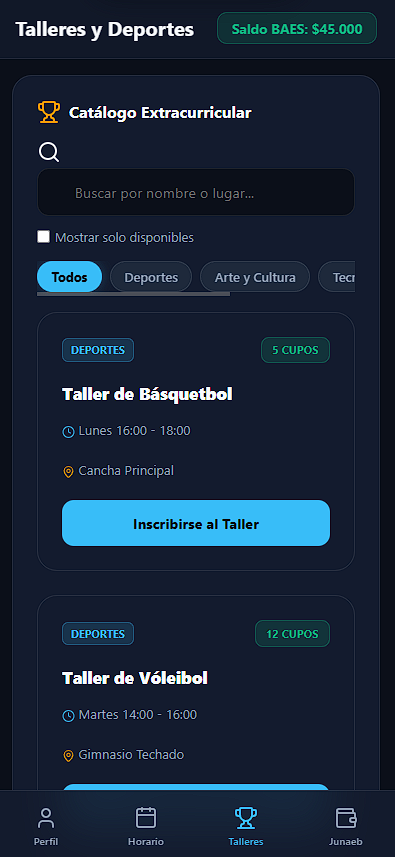 Talleres y Deportes
Saldo BAES: $45.000
Catálogo Extracurricular
Buscar por nombre o lugar...
Mostrar solo disponibles
Todos
Deportes
Arte y Cultura
DEPORTES
5 CUPOS
Taller de Básquetbol
Lunes 16:00 - 18:00
Cancha Principal
Inscribirse al Taller
DEPORTES
12 CUPOS
Taller de Vóleibol
Martes 14:00 - 16:00
Gimnasio Techado
Perfil
Horario
Talleres
Junaeb